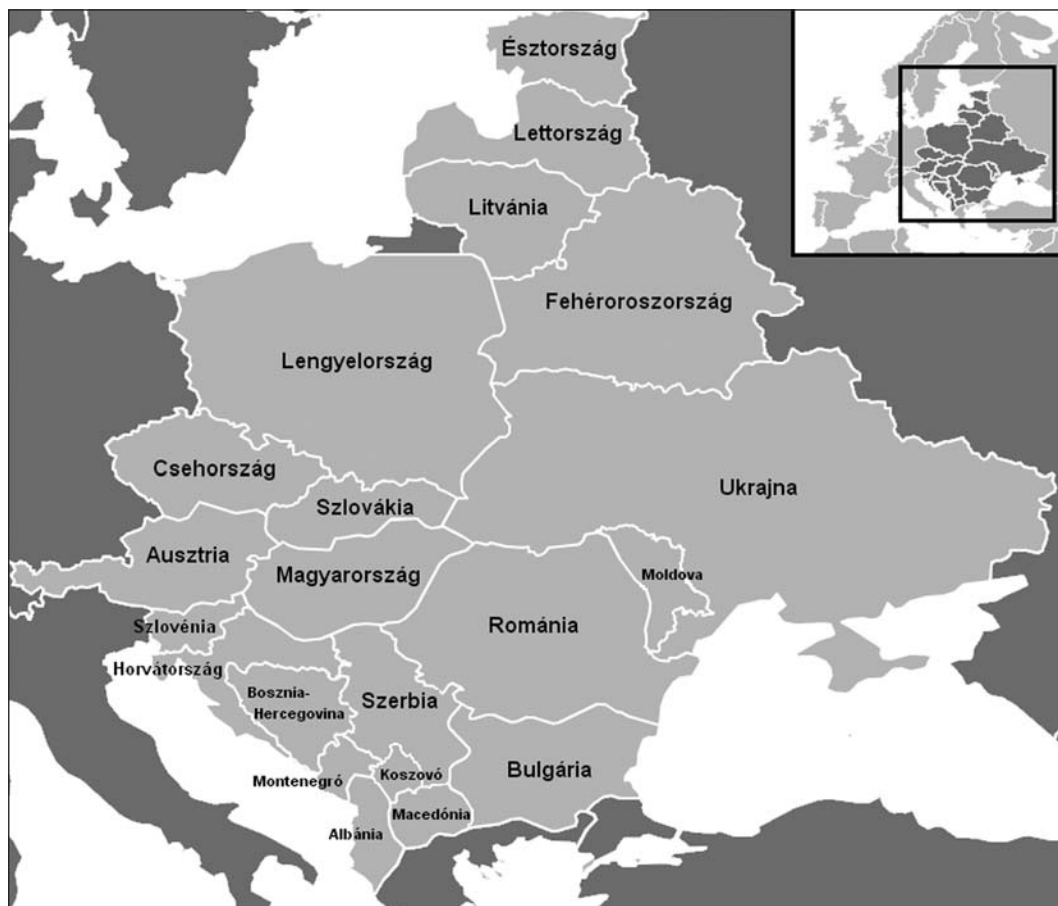 Észtország
Lettország
Litvánia
Fehéroroszország
Lengyelország
Csehország
Ukrajna
Szlovákia
Ausztria
Magyarország
Moldova
Szlovénia
Románia
Horvátország
Bosznia-
Hercegovina
Szerbia
Montenegró
Koszovó
Bulgária
Macedónia
Albánia